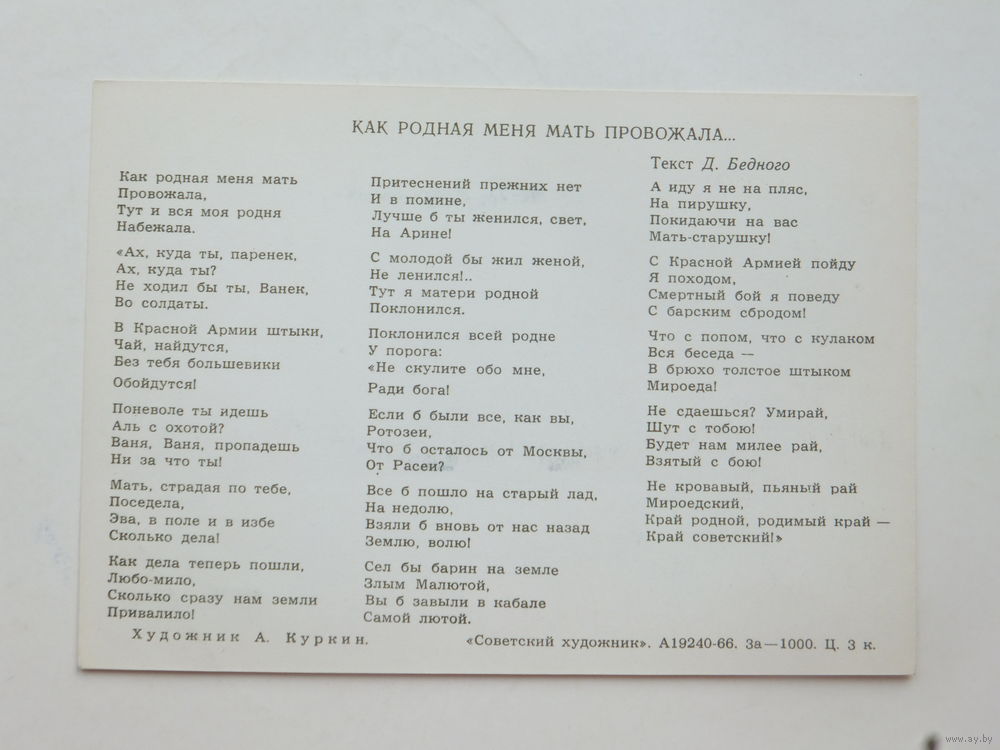 КАК РОДНАЯ МЕНЯ МАТЬ ПРОВОЖАЛА...
Текст Д. Бедного
Как родная меня мать
Провожала,
Тут и вся моя родня
Набежала.
«Ах, куда ты, паренек,
Ах, куда ты?
Не ходил бы ты, Ванек,
Во солдаты.
В Красной Армии штыки,
Чай, найдутся,
Без тебя большевики
Обойдутся!
Поневоле ты идешь
Аль с охотой?
Ваня, Ваня, пропадешь
Ни за что ты!
Мать, страдая по тебе,
Поседела,
Эва, в поле и в избе
Сколько дела!
Как дела теперь пошли,
Любо-мило,
Сколько сразу нам земли
Привалило!
Притеснений прежних нет
И в помине,
Лучше б ты женился, свет,
На Арине!
С молодой бы жил женой,
Не ленился!..
Тут я матери родной
Поклонился.
Поклонился всей родне
У порога:
«Не скулите обо мне,
Ради бога!
Если б были все, как вы,
Ротозеи,
Что б осталось от Москвы,
От Расеи?
Все б пошло на старый лад,
На недолю,
Взяли б вновь от нас назад
Землю, волю!
Сел бы барин на земле
Злым Малютой,
Вы б завыли в кабале
Самой лютой.
А иду я не на пляс,
На пирушку,
Покидаючи на вас
Мать-старушку!
С Красной Армией пойду
Я походом,
Смертный бой я поведу
С барским сбродом!
Что с попом, что с кулаком
Вся беседа —
В брюхо толстое штыком
Мироеда!
Не сдаешься? Умирай,
Шут с тобою!
Будет нам милее рай,
Взятый с бою!
Не кровавый, пьяный рай
Мироедский,
Край родной, родимый край —
Край советский!»
Художник А. Куркин.
«Советский художник». А19240-66. За—1000. Ц. 3 к.
www.ay.by